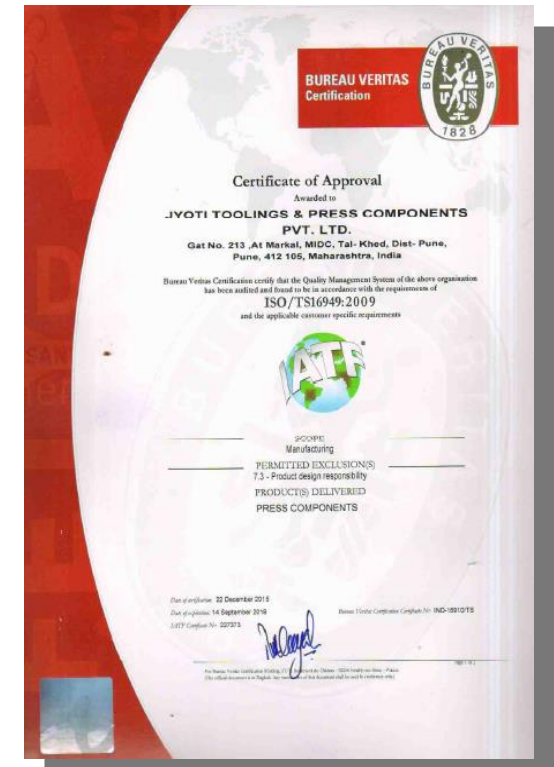 BUREAU VERITAS
Certification
BUREAU VERITAS
1828
Certificate of Approval
Awarded to
JYOTI TOOLINGS & PRESS COMPONENTS
PVT. LTD.
Gat No. 213 ,At Markal, MIDC, Tal- Khed, Dist- Pune,
Pune, 412 105, Maharashtra, India
Bureau Veritas Certification certify that the Quality Management System of the above organisation
has been audited and found to be in accordance with the requirements of
ISO/TS16949:2009
and the applicable customer specific requirements
IATF
SCOPE
Manufacturing
PERMITTED EXCLUSION(S)
7.3 - Product design responsibility
PRODUCT(S) DELIVERED
PRESS COMPONENTS
Date of certification: 22 December 2015
Date of expiration: 14 September 2018
Bureau Veritas Certification Certificate Nr: IND-15910/TS
IATF Certificate Nr: 227373